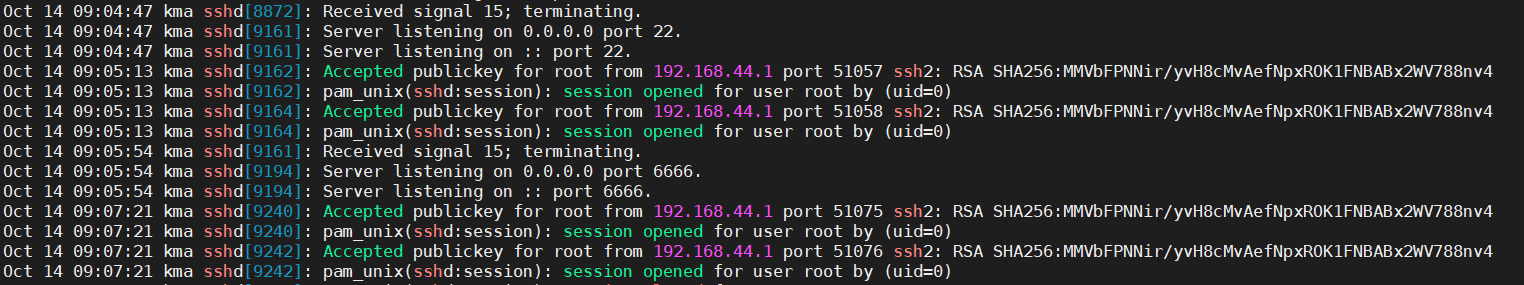 Oct 14 09:04:47 kma sshd[8872]: Received signal 15; terminating.
Oct 14 09:04:47 kma sshd[9161]: Server listening on 0.0.0.0 port 22.
Oct 14 09:04:47 kma sshd[9161]: Server listening on :: port 22.
Oct 14 09:05:13 kma sshd[9162]: Accepted publickey for root from 192.168.44.1 port 51057 ssh2: RSA SHA256:MMVbFPNNir/yvH8cMvAefNpxROK1FNBABx2WV788nv4
Oct 14 09:05:13 kma sshd[9162]: pam_unix(sshd:session): session opened for user root by (uid=0)
Oct 14 09:05:13 kma sshd[9164]: Accepted publickey for root from 192.168.44.1 port 51058 ssh2: RSA SHA256:MMVbFPNNir/yvH8cMvAefNpxROK1FNBABx2WV788nv4
Oct 14 09:05:13 kma sshd[9164]: pam_unix(sshd:session): session opened for user root by (uid=0)
Oct 14 09:05:54 kma sshd[9161]: Received signal 15; terminating.
Oct 14 09:05:54 kma sshd[9194]: Server listening on 0.0.0.0 port 6666.
Oct 14 09:05:54 kma sshd[9194]: Server listening on :: port 6666.
Oct 14 09:07:21 kma sshd[9240]: Accepted publickey for root from 192.168.44.1 port 51075 ssh2: RSA SHA256:MMVbFPNNir/yvH8cMvAefNpxROK1FNBABx2WV788nv4
Oct 14 09:07:21 kma sshd[9240]: pam_unix(sshd:session): session opened for user root by (uid=0)
Oct 14 09:07:21 kma sshd[9242]: Accepted publickey for root from 192.168.44.1 port 51076 ssh2: RSA SHA256:MMVbFPNNir/yvH8cMvAefNpxROK1FNBABx2WV788nv4
Oct 14 09:07:21 kma sshd[9242]: pam_unix(sshd:session): session opened for user root by (uid=0)